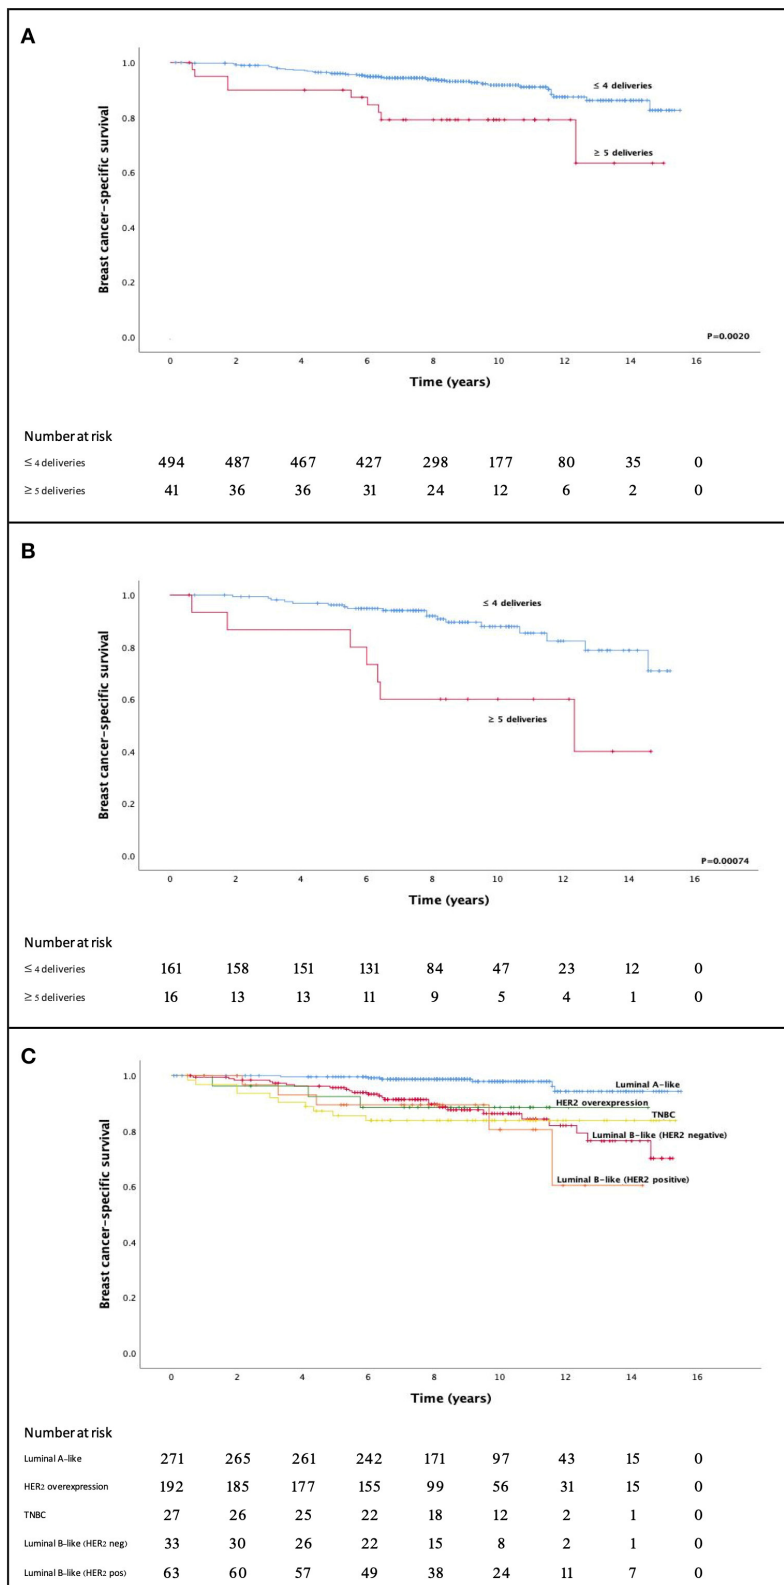 A
1.0
≤ 4 deliveries
0.8
≥ 5 deliveries
0.6
0.4
0.2
0.0
Breast cancer-specific survival
P=0.0020
0 2 4 6 8 10 12 14 16
Time (years)
Number at risk
≤ 4 deliveries 494 487 467 427 298 177 80 35 0
≥ 5 deliveries 41 36 36 31 24 12 6 2 0
B
1.0
≤ 4 deliveries
0.8
0.6
≥ 5 deliveries
0.4
0.2
0.0
Breast cancer-specific survival
P=0.00074
0 2 4 6 8 10 12 14 16
Time (years)
Number at risk
≤ 4 deliveries 161 158 151 131 84 47 23 12 0
≥ 5 deliveries 16 13 13 11 9 5 4 1 0
C
1.0
Luminal A-like
HER2 overexpression
TNBC
0.8
Luminal B-like (HER2 negative)
Luminal B-like (HER2 positive)
0.6
0.4
0.2
0.0
Breast cancer-specific survival
0 2 4 6 8 10 12 14 16
Time (years)
Number at risk
Luminal A-like 271 265 261 242 171 97 43 15 0
HER2 overexpression 192 185 177 155 99 56 31 15 0
TNBC 27 26 25 22 18 12 2 1 0
Luminal B-like (HER2 neg) 33 30 26 22 15 8 2 1 0
Luminal B-like (HER2 pos) 63 60 57 49 38 24 11 7 0